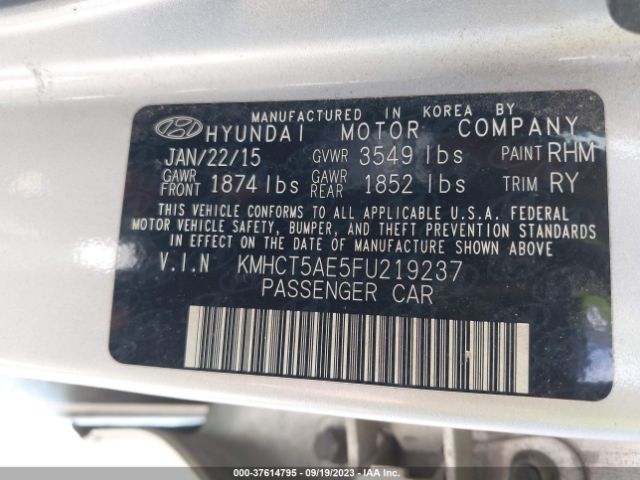 MANUFACTURED IN KOREA BY
HYUNDAI MOTOR COMPANY
JAN/22/15 GVWR 3549 lbs PAINT RHM
GAWR FRONT 1874 lbs GAWR REAR 1852 lbs TRIM RY
THIS VEHICLE CONFORMS TO ALL APPLICABLE U.S.A. FEDERAL
MOTOR VEHICLE SAFETY, BUMPER, AND THEFT PREVENTION STANDARDS
IN EFFECT ON THE DATE OF MANUFACTURE SHOWN ABOVE
V.I.N KMHCT5AE5FU219237
PASSENGER CAR
000-37614795 - 09/19/2023 - IAA Inc.